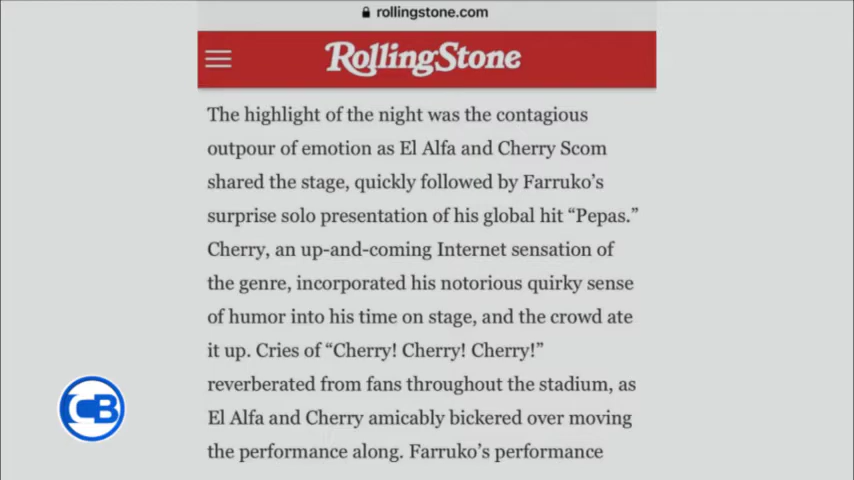 rollingstone.com
RollingStone
The highlight of the night was the contagious
outpour of emotion as El Alfa and Cherry Scom
shared the stage, quickly followed by Farruko’s
surprise solo presentation of his global hit “Pepas.”
Cherry, an up-and-coming Internet sensation of
the genre, incorporated his notorious quirky sense
of humor into his time on stage, and the crowd ate
it up. Cries of “Cherry! Cherry! Cherry!”
reverberated from fans throughout the stadium, as
El Alfa and Cherry amicably bickered over moving
the performance along. Farruko’s performance
CB